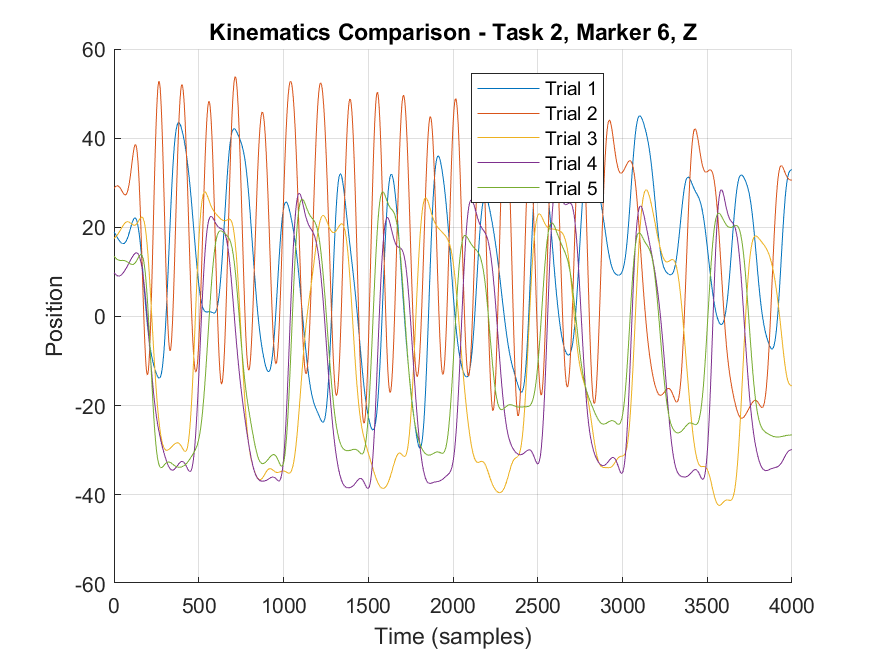 Kinematics Comparison - Task 2, Marker 6, Z
60
40
20
0
-20
-40
-60
Position
Trial 1
Trial 2
Trial 3
Trial 4
Trial 5
0 500 1000 1500 2000 2500 3000 3500 4000
Time (samples)